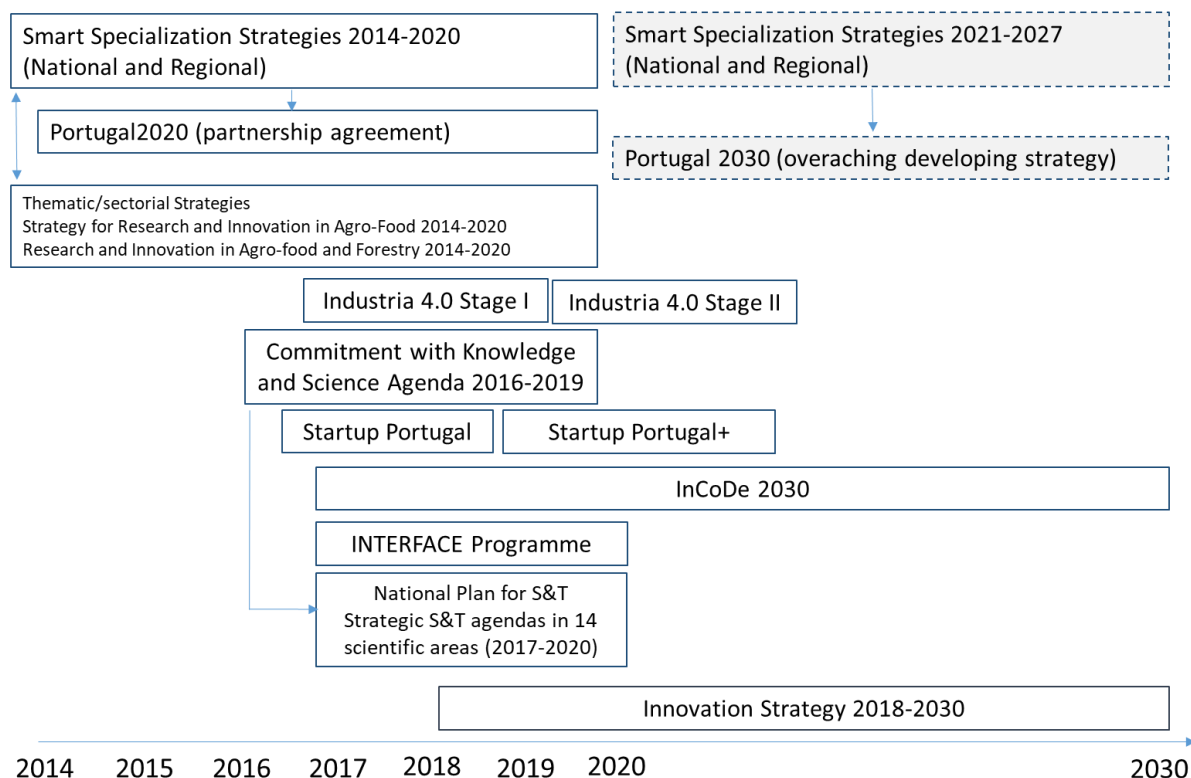 Smart Specialization Strategies 2014-2020
(National and Regional)
Smart Specialization Strategies 2021-2027
(National and Regional)
Portugal2020 (partnership agreement)
Portugal 2030 (overaching developing strategy)
Thematic/sectorial Strategies
Strategy for Research and Innovation in Agro-Food 2014-2020
Research and Innovation in Agro-food and Forestry 2014-2020
Industria 4.0 Stage I
Industria 4.0 Stage II
Commitment with Knowledge
and Science Agenda 2016-2019
Startup Portugal
Startup Portugal+
InCoDe 2030
INTERFACE Programme
National Plan for S&T
Strategic S&T agendas in 14
scientific areas (2017-2020)
Innovation Strategy 2018-2030
2014 2015 2016 2017 2018 2019 2020 2030